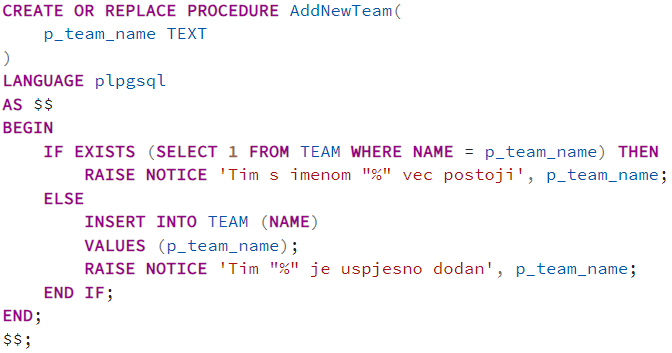 CREATE OR REPLACE PROCEDURE AddNewTeam(
    p_team_name TEXT
)
LANGUAGE plpgsql
AS $$
BEGIN
    IF EXISTS (SELECT 1 FROM TEAM WHERE NAME = p_team_name) THEN
        RAISE NOTICE 'Tim s imenom "%" vec postoji', p_team_name;
    ELSE
        INSERT INTO TEAM (NAME)
        VALUES (p_team_name);
        RAISE NOTICE 'Tim "%" je uspjesno dodan', p_team_name;
    END IF;
END;
$$;